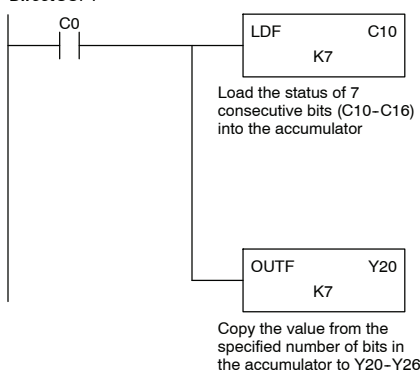 C0
LDF C10
K7
Load the status of 7
consecutive bits (C10-C16)
into the accumulator
OUTF Y20
K7
Copy the value from the
specified number of bits in
the accumulator to Y20-Y26